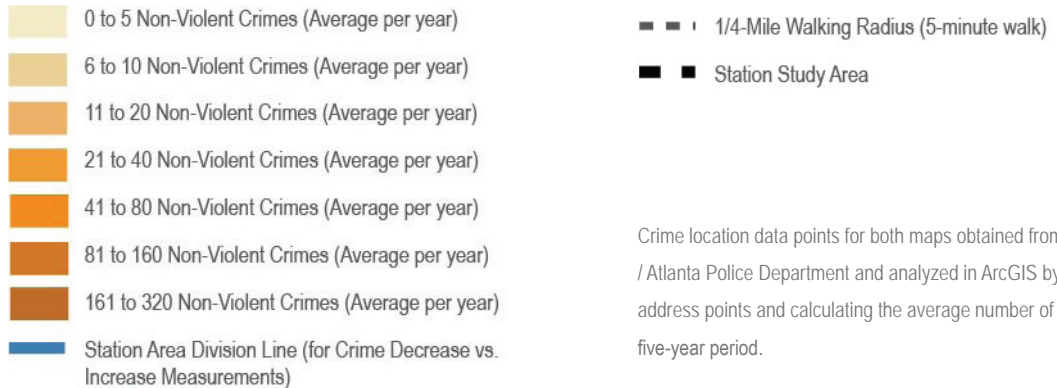 0 to 5 Non-Violent Crimes (Average per year)
6 to 10 Non-Violent Crimes (Average per year)
11 to 20 Non-Violent Crimes (Average per year)
21 to 40 Non-Violent Crimes (Average per year)
41 to 80 Non-Violent Crimes (Average per year)
81 to 160 Non-Violent Crimes (Average per year)
161 to 320 Non-Violent Crimes (Average per year)
Station Area Division Line (for Crime Decrease vs.
Increase Measurements)
1/4-Mile Walking Radius (5-minute walk)
Station Study Area
Crime location data points for both maps obtained from
/ Atlanta Police Department and analyzed in ArcGIS by
address points and calculating the average number of
five-year period.